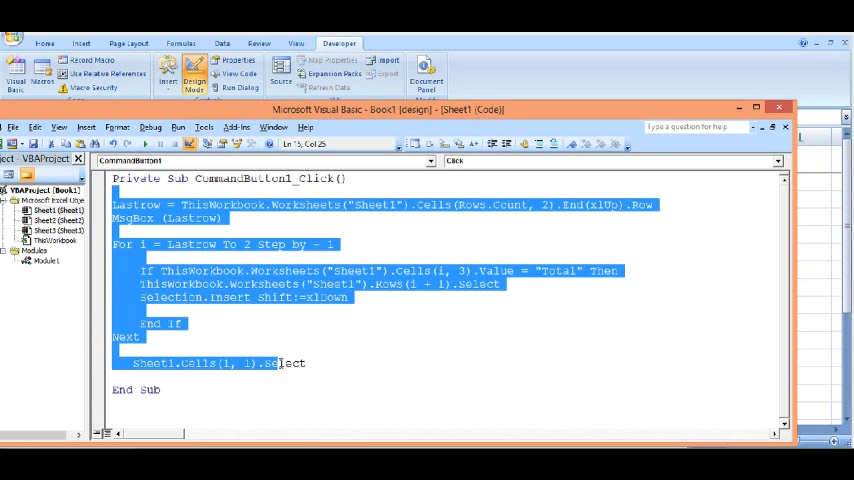 Home Insert Page Layout Formulas Data Review View Developer
Record Macro Properties Map Properties Import
Use Relative References View Code Expansion Packs Export
Macro Security Run Dialog Refresh Data
Visual Basic Macros Insert Design Mode Source Document Panel
Microsoft Visual Basic - Book1 [design] - [Sheet1 (Code)]
File Edit View Insert Format Debug Run Tools Add-Ins Window Help Type a question for help
Ln 15, Col 25
ject - VBAProject CommandButton1 Click
VBAProject (Book1)
Microsoft Excel Objec
Sheet1 (Sheet1)
Sheet2 (Sheet2)
Sheet3 (Sheet3)
ThisWorkbook
Modules
Module1
Private Sub CommandButton1_Click()
Lastrow = ThisWorkbook.Worksheets("Sheet1").Cells(Rows.Count, 2).End(xlUp).Row
MsgBox (Lastrow)
For i = Lastrow To 2 Step by - 1
If ThisWorkbook.Worksheets("Sheet1").Cells(i, 3).Value = "Total" Then
ThisWorkbook.Worksheets("Sheet1").Rows(i + 1).Select
Selection.Insert Shift:=xlDown
End If
Next
Sheet1.Cells(1, 1).Select
End Sub
L